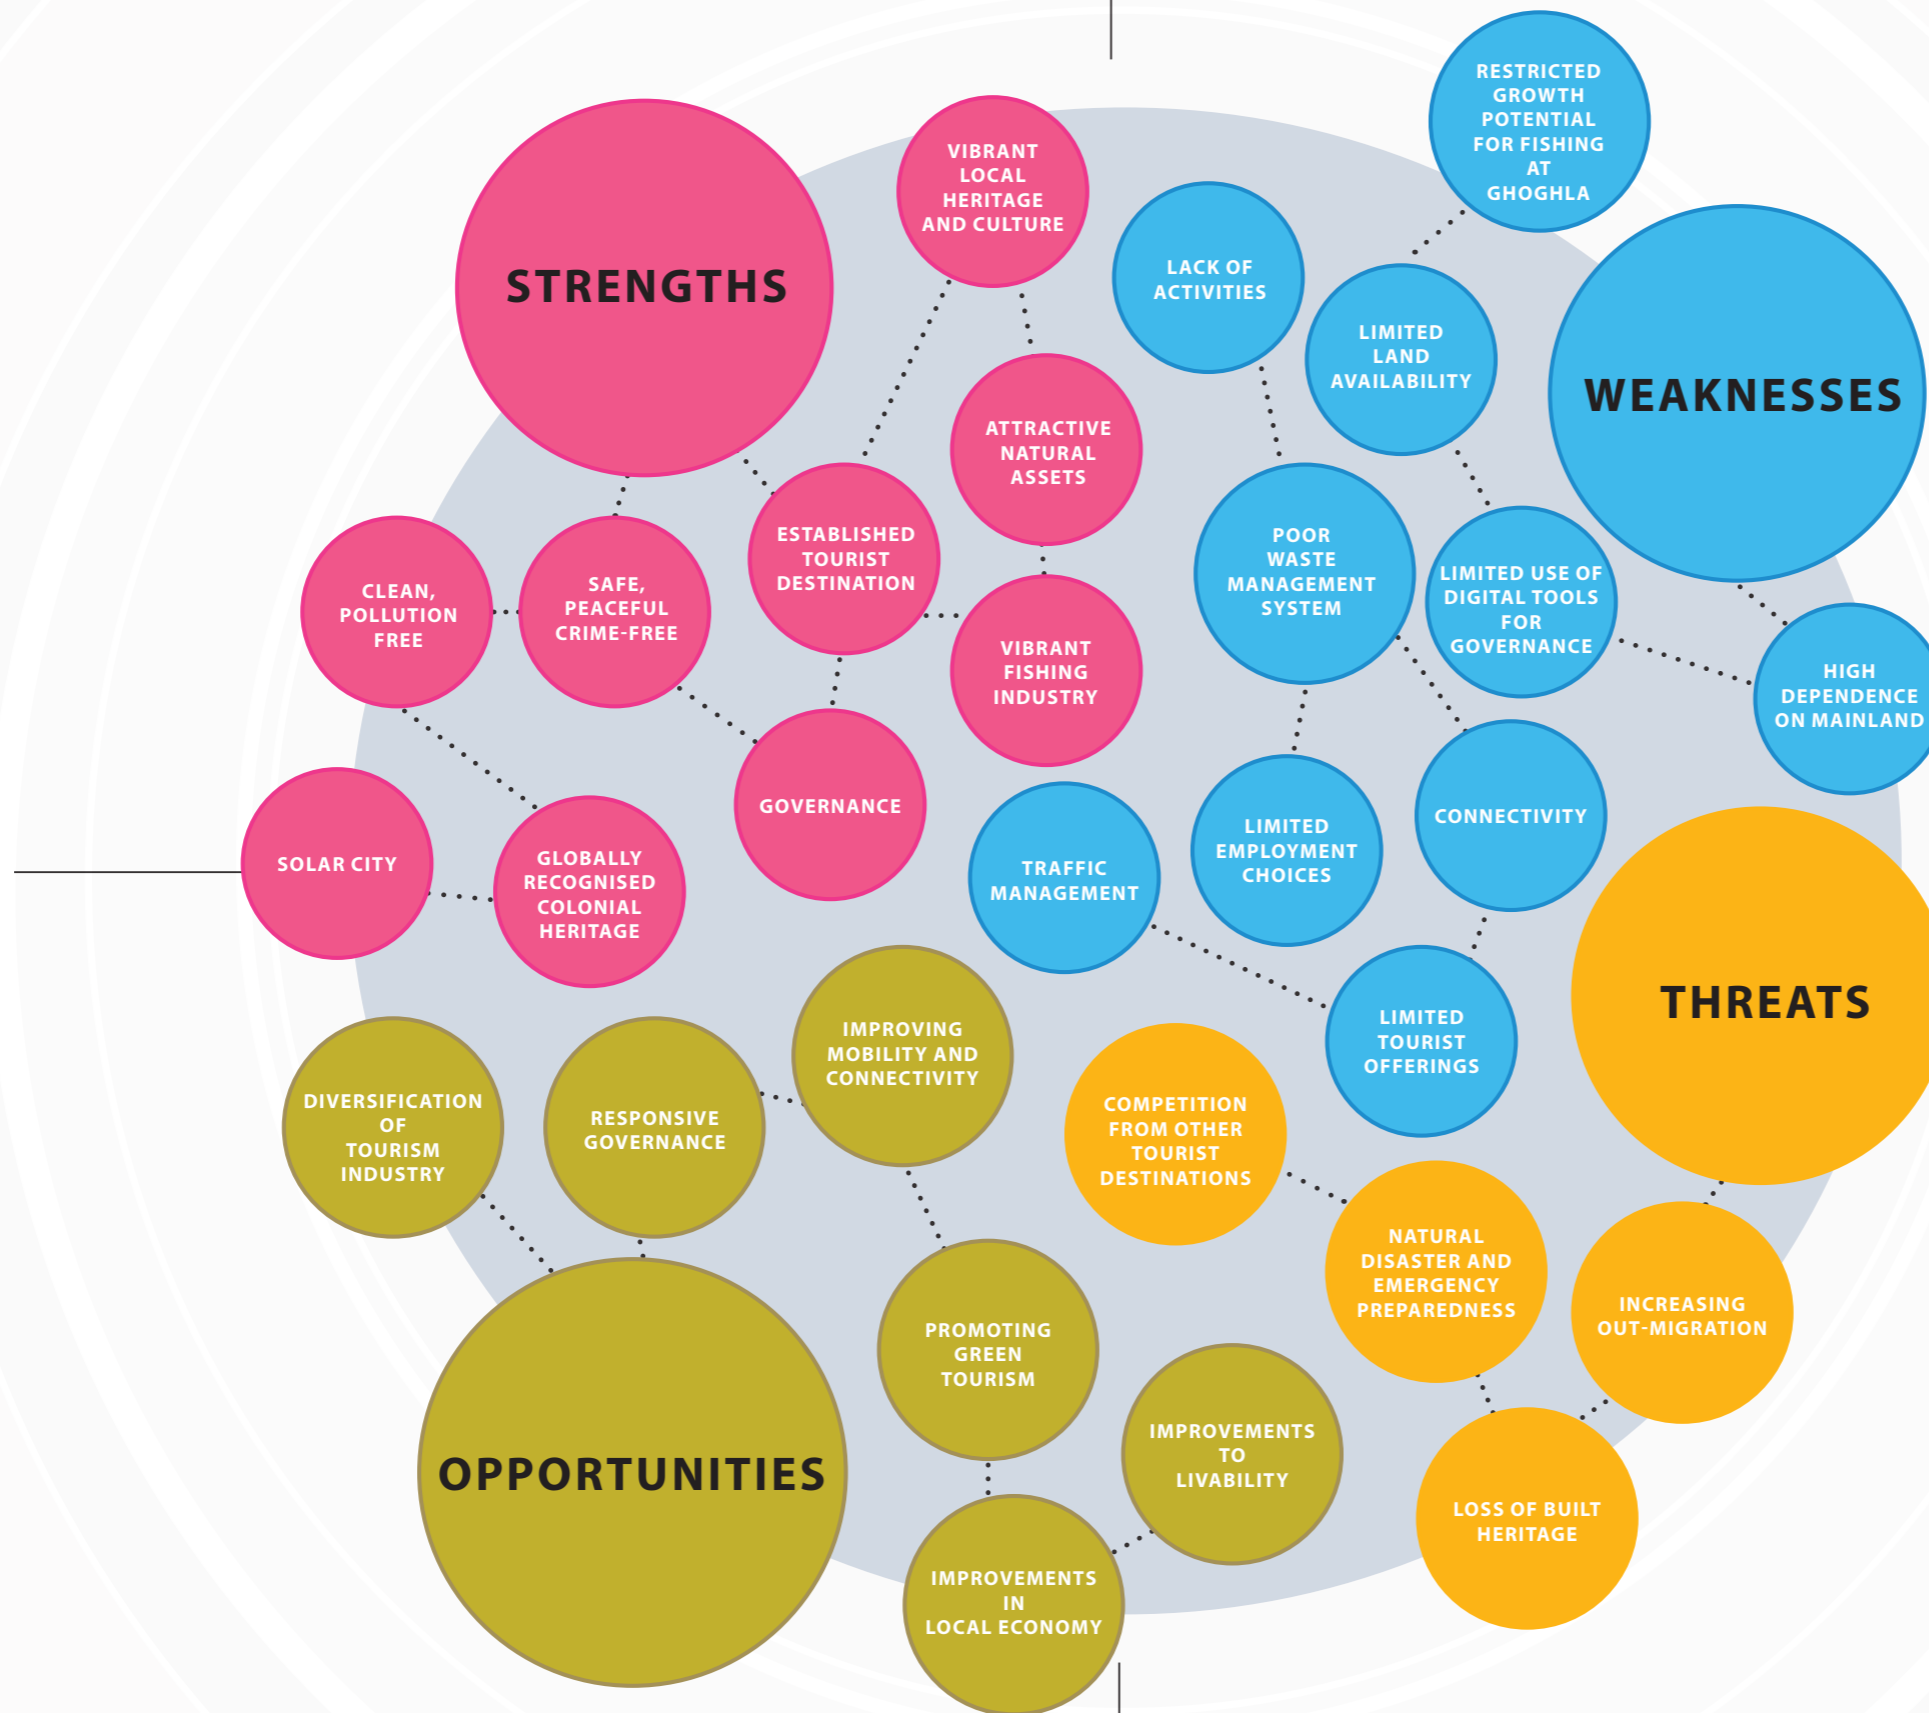 STRENGTHS
VIBRANT
LOCAL
HERITAGE
AND CULTURE
ATTRACTIVE
NATURAL
ASSETS
ESTABLISHED
TOURIST
DESTINATION
CLEAN,
POLLUTION
FREE
SAFE,
PEACEFUL
CRIME-FREE
VIBRANT
FISHING
INDUSTRY
GOVERNANCE
SOLAR CITY
GLOBALLY
RECOGNISED
COLONIAL
HERITAGE
RESTRICTED
GROWTH
POTENTIAL
FOR FISHING
AT
GHOGHLA
LACK OF
ACTIVITIES
LIMITED
LAND
AVAILABILITY
WEAKNESSES
POOR
WASTE
MANAGEMENT
SYSTEM
LIMITED USE OF
DIGITAL TOOLS
FOR
GOVERNANCE
HIGH
DEPENDENCE
ON MAINLAND
TRAFFIC
MANAGEMENT
LIMITED
EMPLOYMENT
CHOICES
CONNECTIVITY
LIMITED
TOURIST
OFFERINGS
DIVERSIFICATION
OF
TOURISM
INDUSTRY
RESPONSIVE
GOVERNANCE
IMPROVING
MOBILITY AND
CONNECTIVITY
OPPORTUNITIES
PROMOTING
GREEN
TOURISM
IMPROVEMENTS
TO
LIVABILITY
IMPROVEMENTS
IN
LOCAL ECONOMY
THREATS
COMPETITION
FROM OTHER
TOURIST
DESTINATIONS
NATURAL
DISASTER AND
EMERGENCY
PREPAREDNESS
INCREASING
OUT-MIGRATION
LOSS OF BUILT
HERITAGE